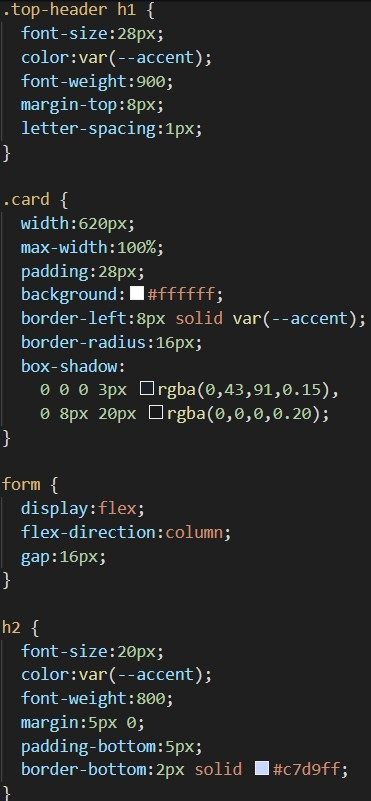 .top-header h1 {
font-size:28px;
color:var(--accent);
font-weight:900;
margin-top:8px;
letter-spacing:1px;
}
.card {
width:620px;
max-width:100%;
padding:28px;
background:#ffffff;
border-left:8px solid var(--accent);
border-radius:16px;
box-shadow:
0 0 0 3px rgba(0,43,91,0.15),
0 8px 20px rgba(0,0,0,0.20);
}
form {
display:flex;
flex-direction:column;
gap:16px;
}
h2 {
font-size:20px;
color:var(--accent);
font-weight:800;
margin:5px 0;
padding-bottom:5px;
border-bottom:2px solid #c7d9ff;
}